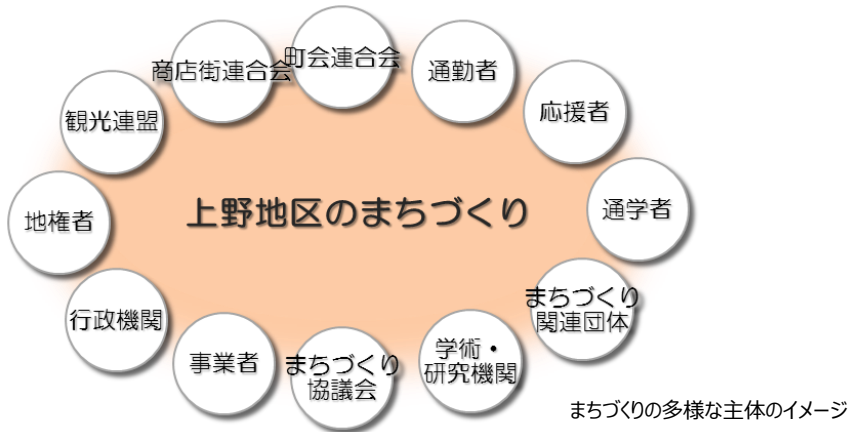 商店街連合会
町会連合会
通勤者
応援者
観光連盟
通学者
地権者
上野地区のまちづくり
まちづくり
関連団体
行政機関
事業者
まちづくり
協議会
学術・
研究機関
まちづくりの多様な主体のイメージ